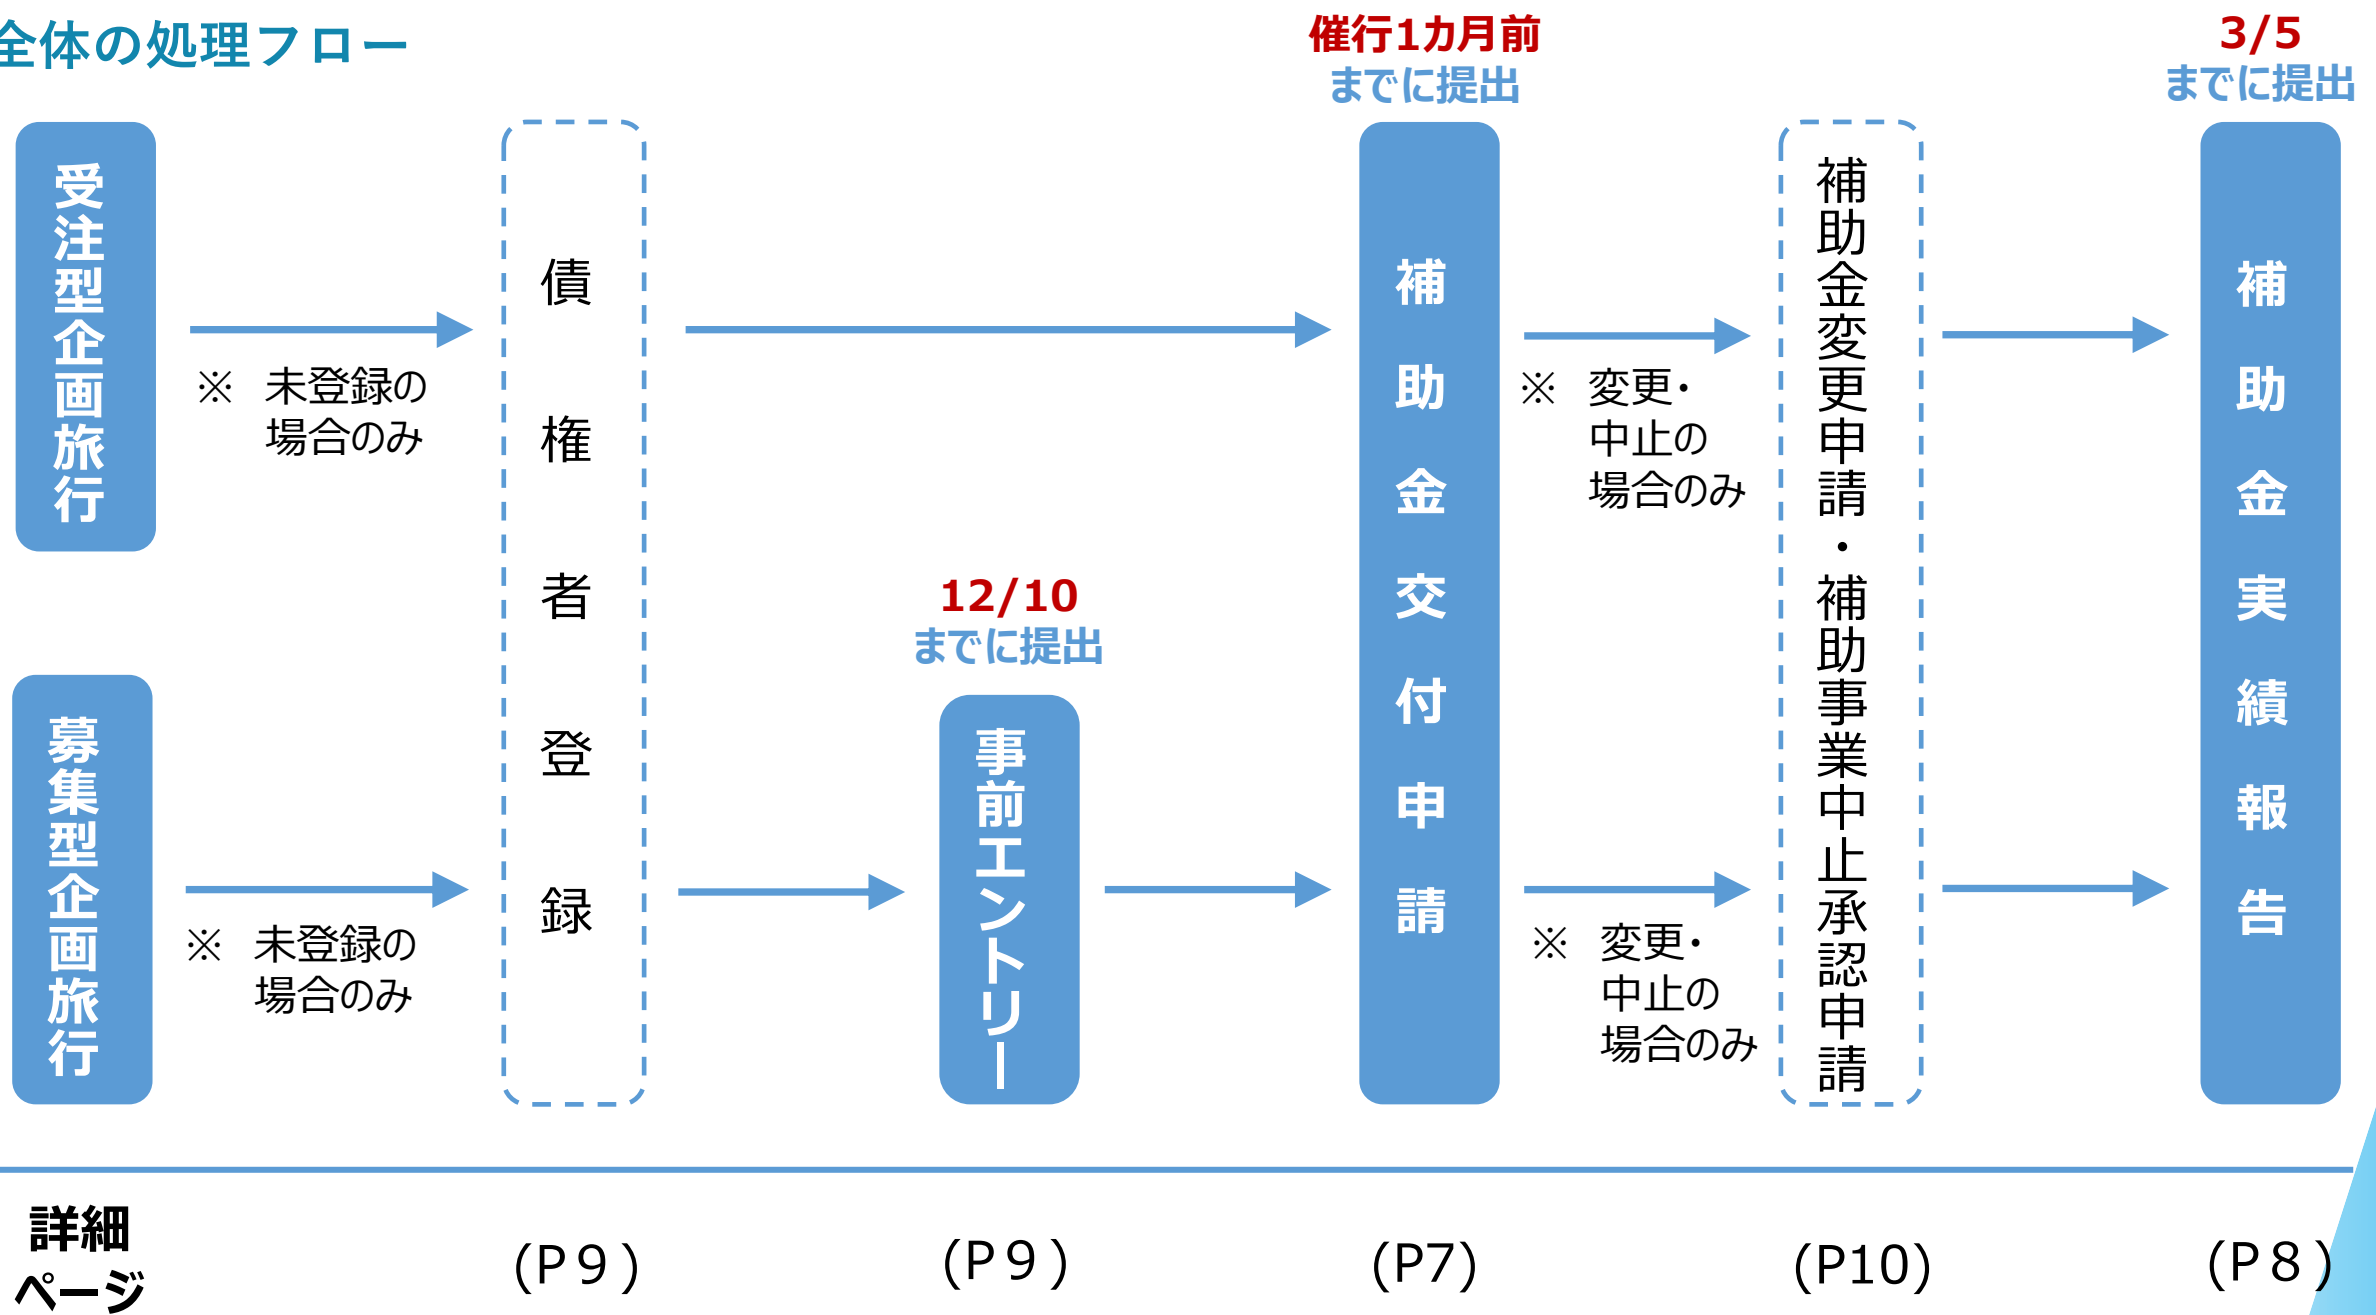 全体の処理フロー
催行1カ月前
までに提出
3/5
までに提出
受注型企画旅行
※ 未登録の
場合のみ
債権者登録
補助金交付申請
※ 変更・
中止の
場合のみ
補助金変更申請・補助事業中止承認申請
補助金実績報告
12/10
までに提出
募集型企画旅行
※ 未登録の
場合のみ
事前エントリー
※ 変更・
中止の
場合のみ
詳細
ページ
(P９)
(P９)
(P7)
(P10)
(P８)